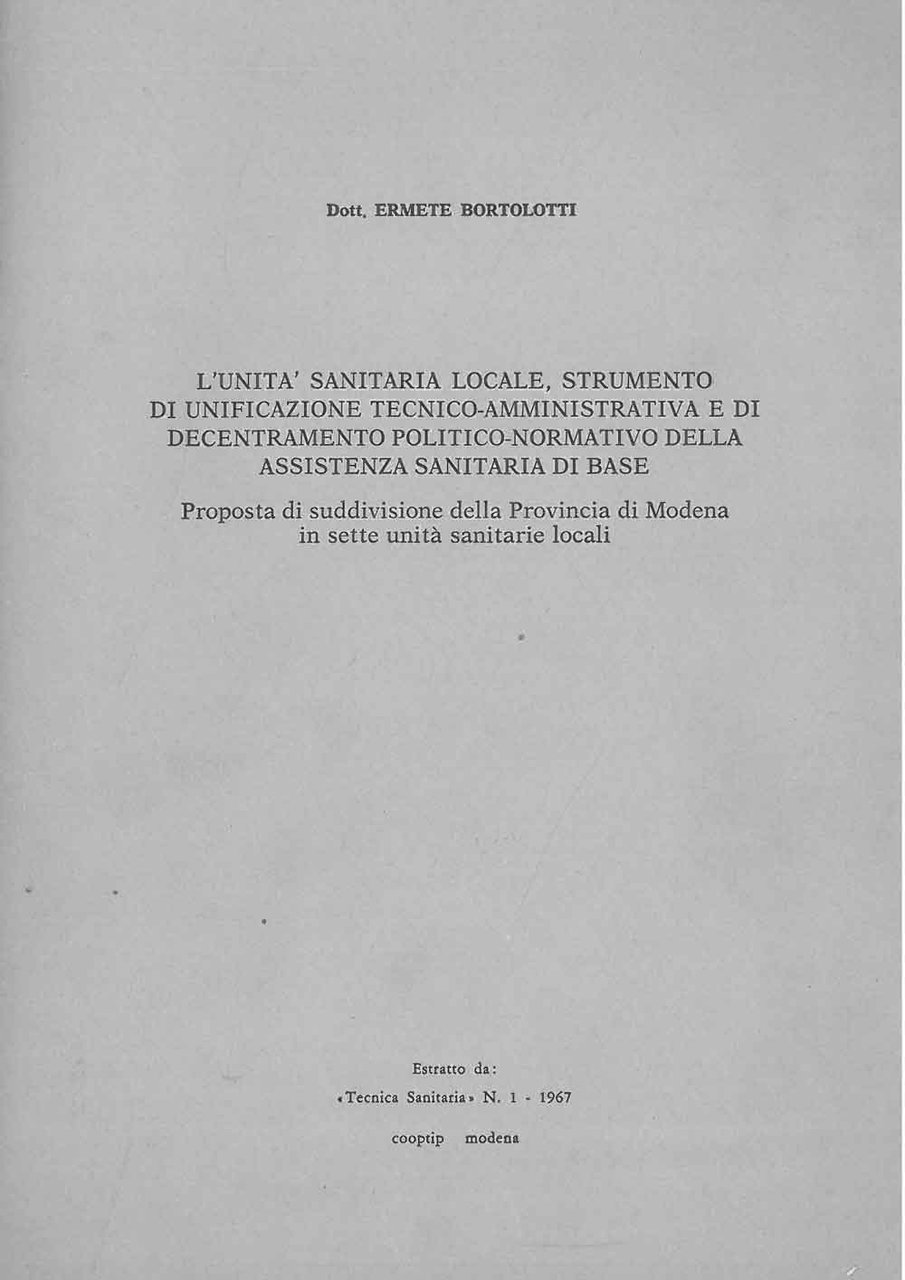 Dott. ERMETE BORTOLOTTI
L'UNITA' SANITARIA LOCALE, STRUMENTO
DI UNIFICAZIONE TECNICO-AMMINISTRATIVA E DI
DECENTRAMENTO POLITICO-NORMATIVO DELLA
ASSISTENZA SANITARIA DI BASE
Proposta di suddivisione della Provincia di Modena
in sette unità sanitarie locali
Estratto da:
«Tecnica Sanitaria» N. 1 - 1967
cooptip modena